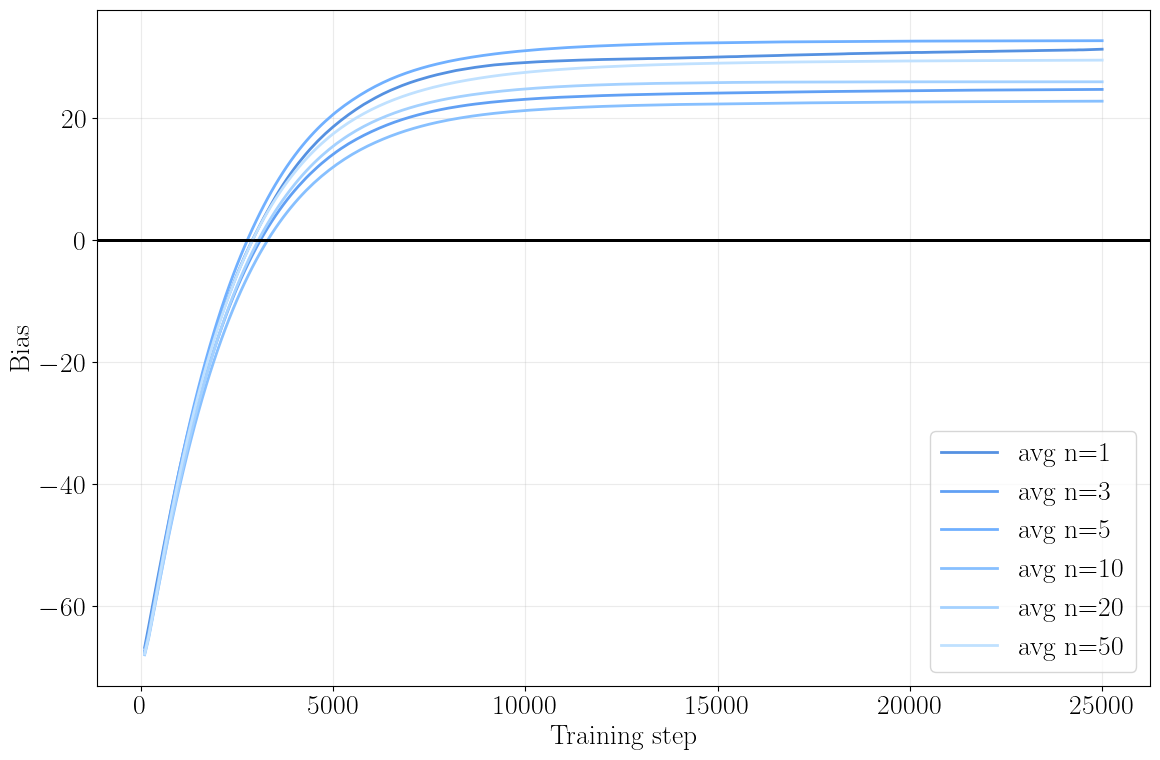 20
0
−20
−40
−60
Bias
0
5000
10000
15000
20000
25000
Training step
avg n=1
avg n=3
avg n=5
avg n=10
avg n=20
avg n=50